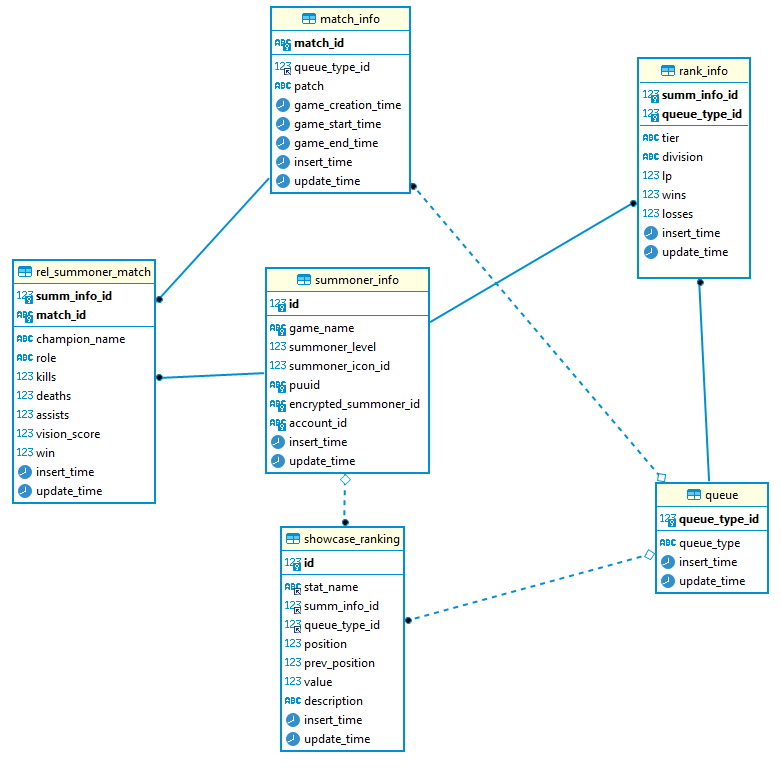 match_info
ABC match_id
123 queue_type_id
ABC patch
game_creation_time
game_start_time
game_end_time
insert_time
update_time
rank_info
123 summ_info_id
123 queue_type_id
ABC tier
ABC division
123 lp
123 wins
123 losses
insert_time
update_time
rel_summoner_match
123 summ_info_id
ABC match_id
ABC champion_name
ABC role
123 kills
123 deaths
123 assists
123 vision_score
123 win
insert_time
update_time
summoner_info
123 id
ABC game_name
123 summoner_level
123 summoner_icon_id
ABC puuid
ABC encrypted_summoner_id
ABC account_id
insert_time
update_time
queue
123 queue_type_id
ABC queue_type
insert_time
update_time
showcase_ranking
123 id
ABC stat_name
123 summ_info_id
123 queue_type_id
123 position
123 prev_position
123 value
ABC description
insert_time
update_time